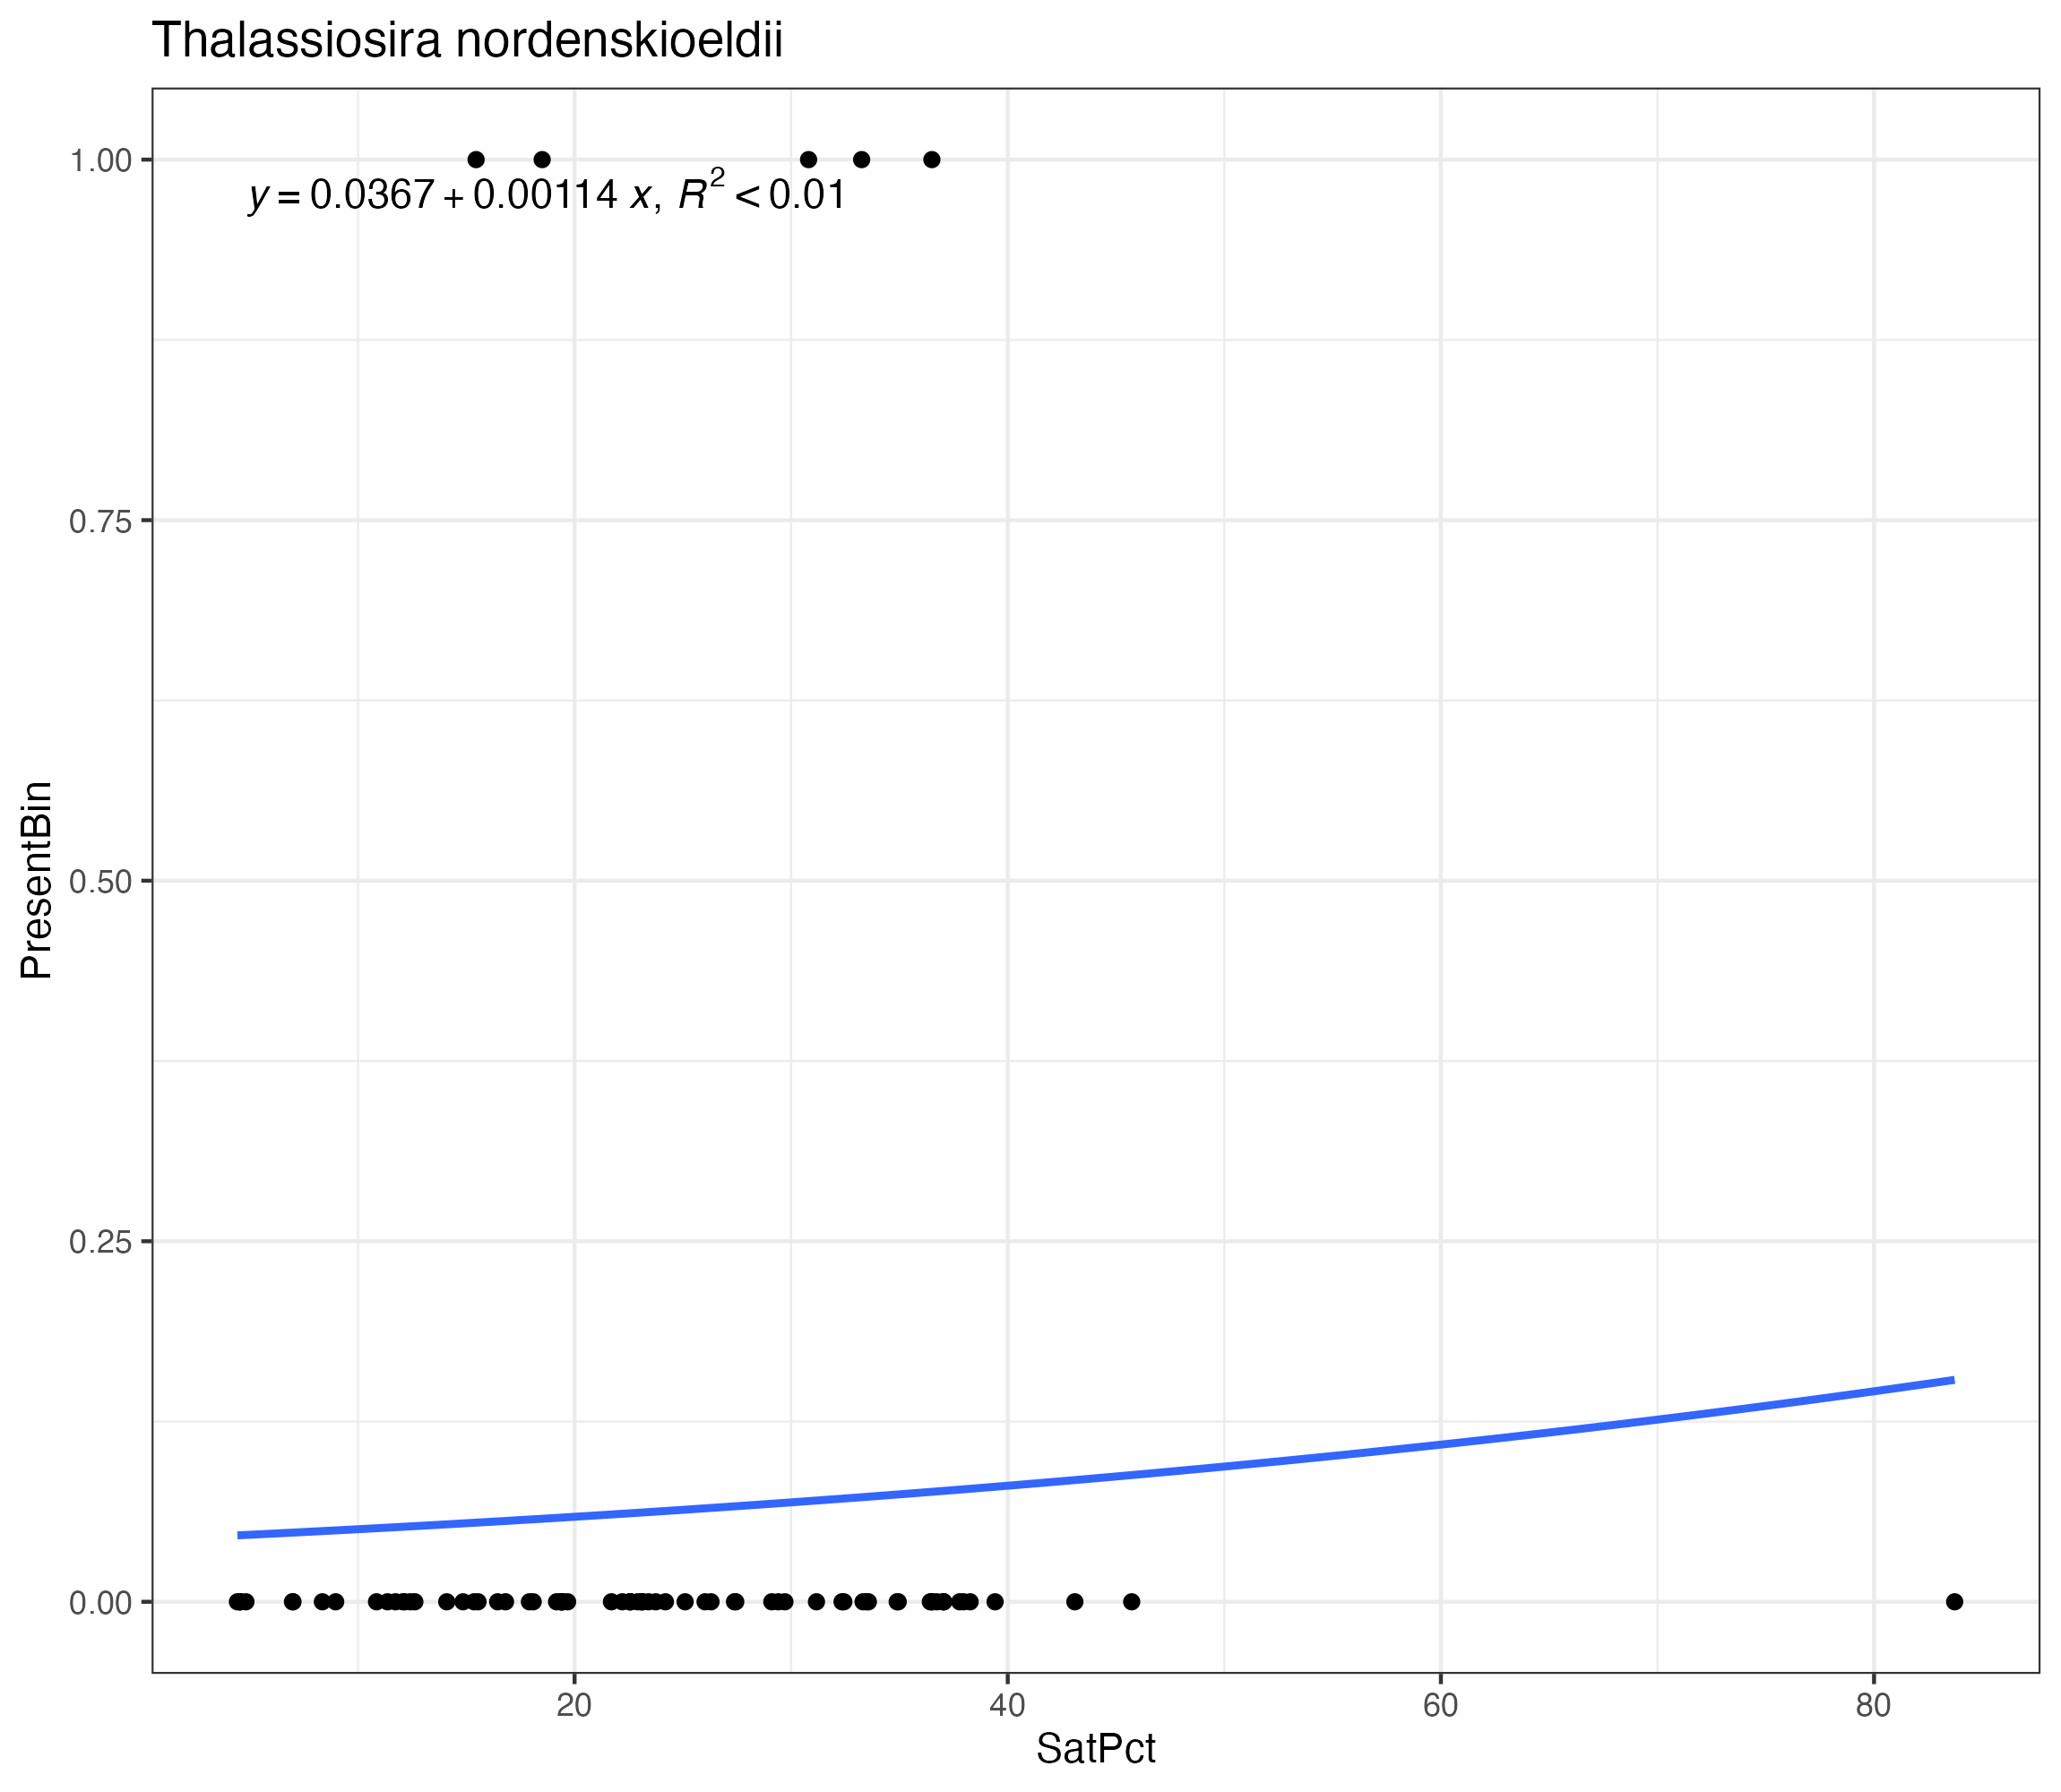 Thalassiosira nordenskioeldii
1.00
y = 0.0367 + 0.00114 x, R² < 0.01
0.75
PresentBin
0.50
0.25
0.00
20 40 60 80
SatPct